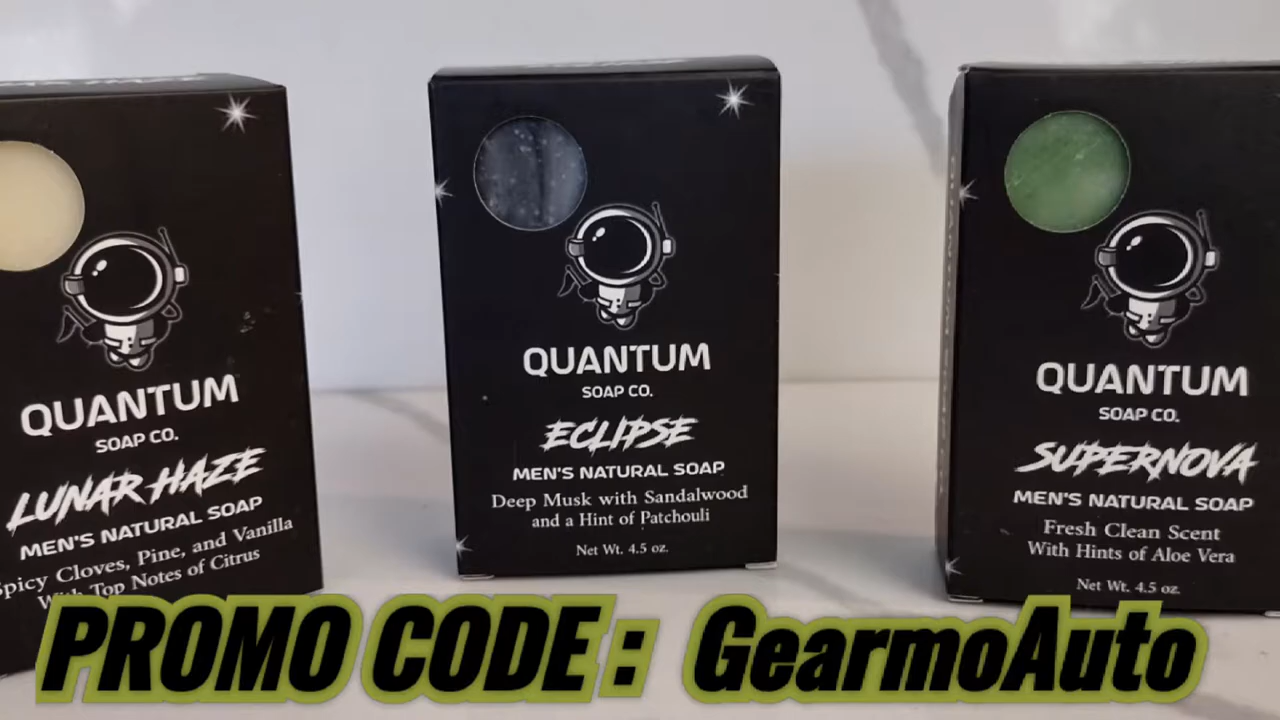 QUANTUM
SOAP CO.
LUNAR HAZE
MEN'S NATURAL SOAP
Spicy Cloves, Pine, and Vanilla
With Top Notes of Citrus
QUANTUM
SOAP CO.
ECLIPSE
MEN'S NATURAL SOAP
Deep Musk with Sandalwood
and a Hint of Patchouli
Net Wt. 4.5 oz.
QUANTUM
SOAP CO.
SUPERNOVA
MEN'S NATURAL SOAP
Fresh Clean Scent
With Hints of Aloe Vera
Net Wt. 4.5 oz.
PROMO CODE : GearmoAuto